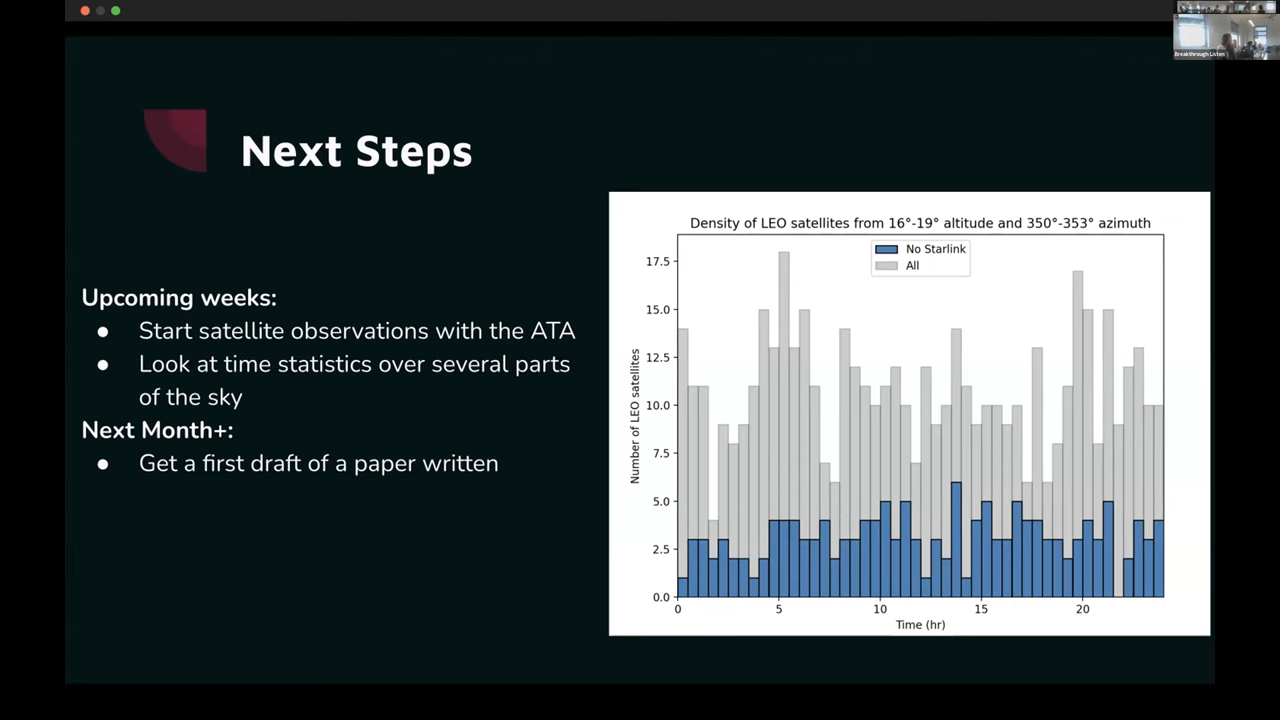 Breakthrough Listen
Next Steps
Upcoming weeks:
● Start satellite observations with the ATA
● Look at time statistics over several parts
of the sky
Next Month+:
● Get a first draft of a paper written
Density of LEO satellites from 16°-19° altitude and 350°-353° azimuth
No Starlink
All
Number of LEO satellites
17.5
15.0
12.5
10.0
7.5
5.0
2.5
0.0
0 5 10 15 20
Time (hr)